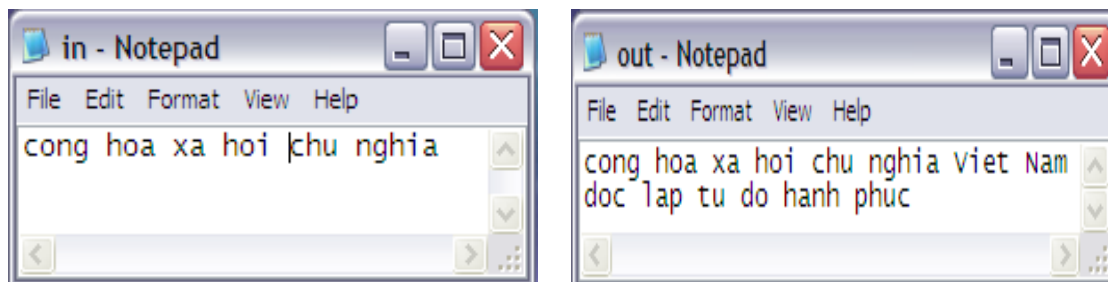 in - Notepad
File Edit Format View Help
cong hoa xa hoi chu nghia
out - Notepad
File Edit Format View Help
cong hoa xa hoi chu nghia Viet Nam
doc lap tu do hanh phuc